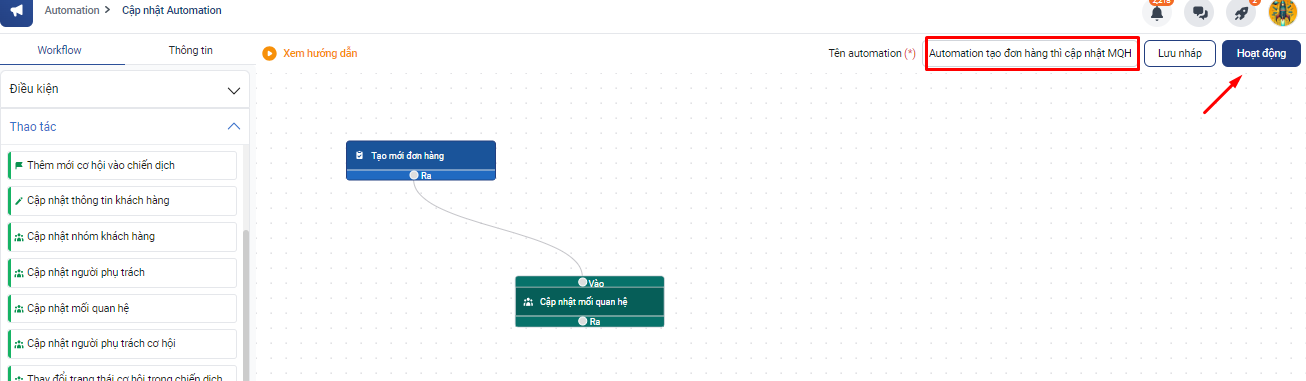 Automation > Cập nhật Automation
2,218
2
Workflow
Thông tin
Xem hướng dẫn
Tên automation (*)
Automation tạo đơn hàng thì cập nhật MQH
Lưu nháp
Hoạt động
Điều kiện
Thao tác
Thêm mới cơ hội vào chiến dịch
Cập nhật thông tin khách hàng
Cập nhật nhóm khách hàng
Cập nhật người phụ trách
Cập nhật mối quan hệ
Cập nhật người phụ trách cơ hội
Thay đổi trạng thái cơ hội trong chiến dịch
Tạo mới đơn hàng
Ra
Vào
Cập nhật mối quan hệ
Ra